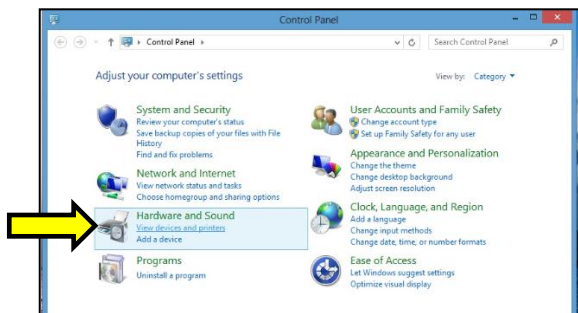 Control Panel
Control Panel
Search Control Panel
Adjust your computer's settings
View by: Category
System and Security
Review your computer's status
Save backup copies of your files with File
History
Find and fix problems
Network and Internet
View network status and tasks
Choose homegroup and sharing options
Hardware and Sound
View devices and printers
Add a device
Programs
Uninstall a program
User Accounts and Family Safety
Change account type
Set up Family Safety for any user
Appearance and Personalization
Change the theme
Change desktop background
Adjust screen resolution
Clock, Language, and Region
Add a language
Change input methods
Change date, time, or number formats
Ease of Access
Let Windows suggest settings
Optimize visual display